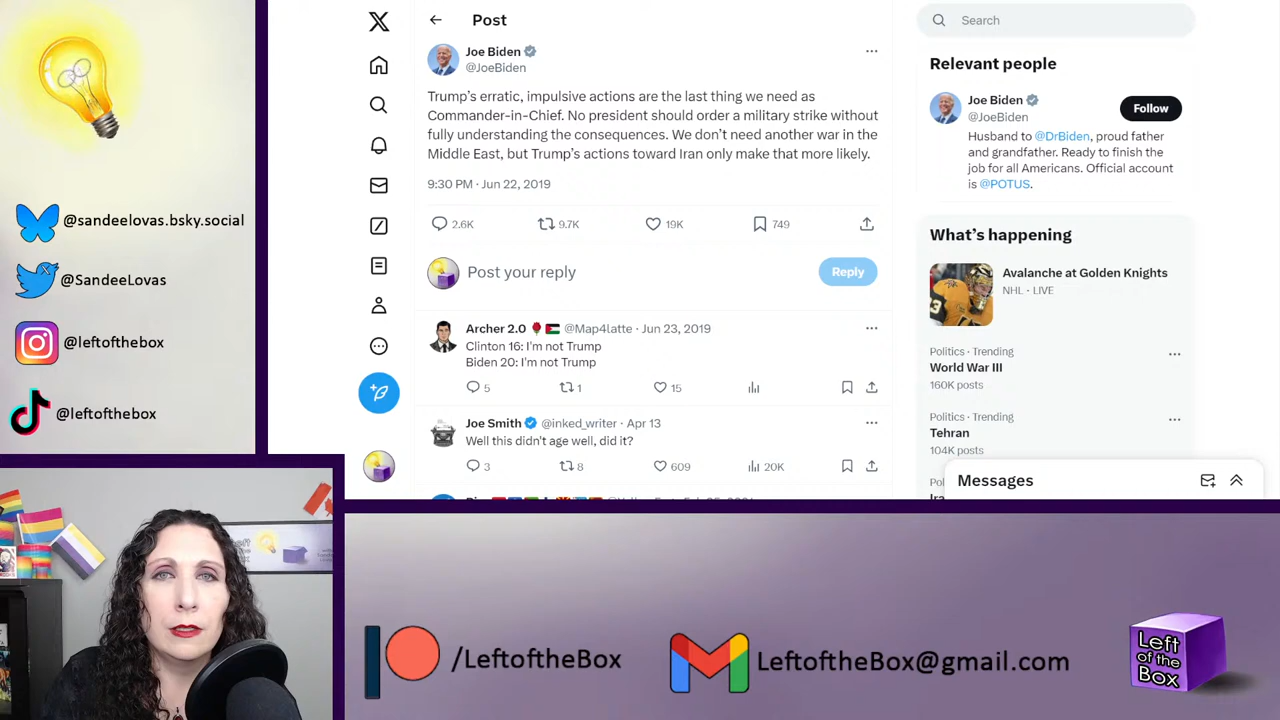 @sandeelovas.bsky.social
@SandeeLovas
@leftofthebox
@leftofthebox
Post
Joe Biden
@JoeBiden
Trump's erratic, impulsive actions are the last thing we need as
Commander-in-Chief. No president should order a military strike without
fully understanding the consequences. We don't need another war in the
Middle East, but Trump's actions toward Iran only make that more likely.
9:30 PM · Jun 22, 2019
2.6K
9.7K
19K
749
Post your reply
Reply
Archer 2.0 @Map4latte · Jun 23, 2019
Clinton 16: I'm not Trump
Biden 20: I'm not Trump
5
1
15
Joe Smith @inked_writer · Apr 13
Well this didn't age well, did it?
3
8
609
20K
Search
Relevant people
Joe Biden
@JoeBiden
Follow
Husband to @DrBiden, proud father
and grandfather. Ready to finish the
job for all Americans. Official account
is @POTUS.
What's happening
Avalanche at Golden Knights
NHL · LIVE
Politics · Trending
World War III
160K posts
Politics · Trending
Tehran
104K posts
Messages
/LeftoftheBox
LeftoftheBox@gmail.com
Left
of the
Box